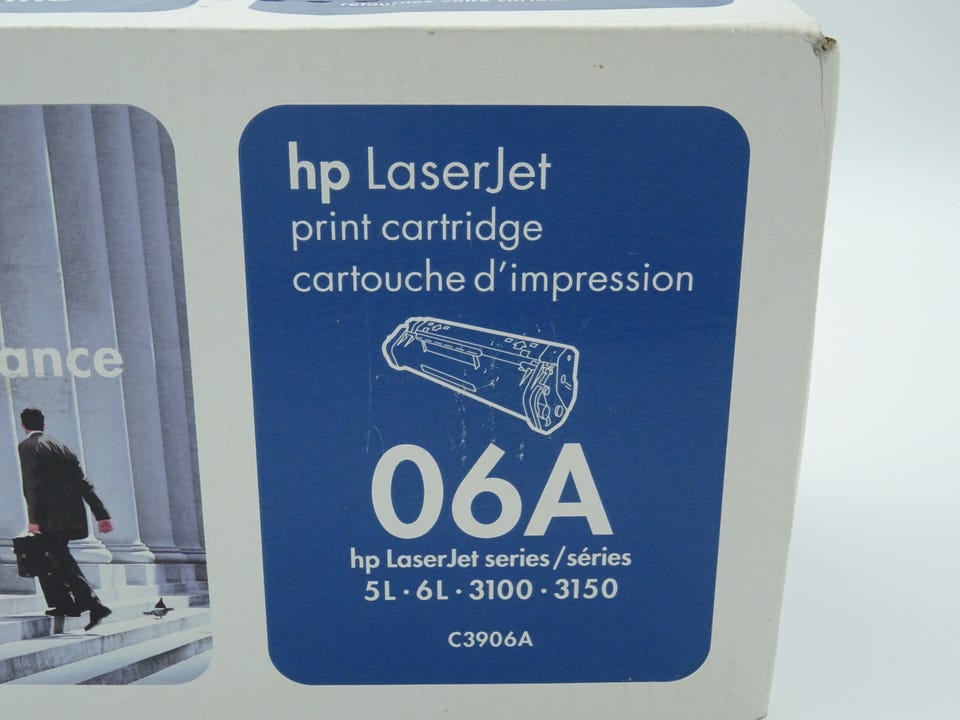 ance
hp LaserJet
print cartridge
cartouche d'impression
06A
hp LaserJet series/séries
5L · 6L · 3100 · 3150
C3906A